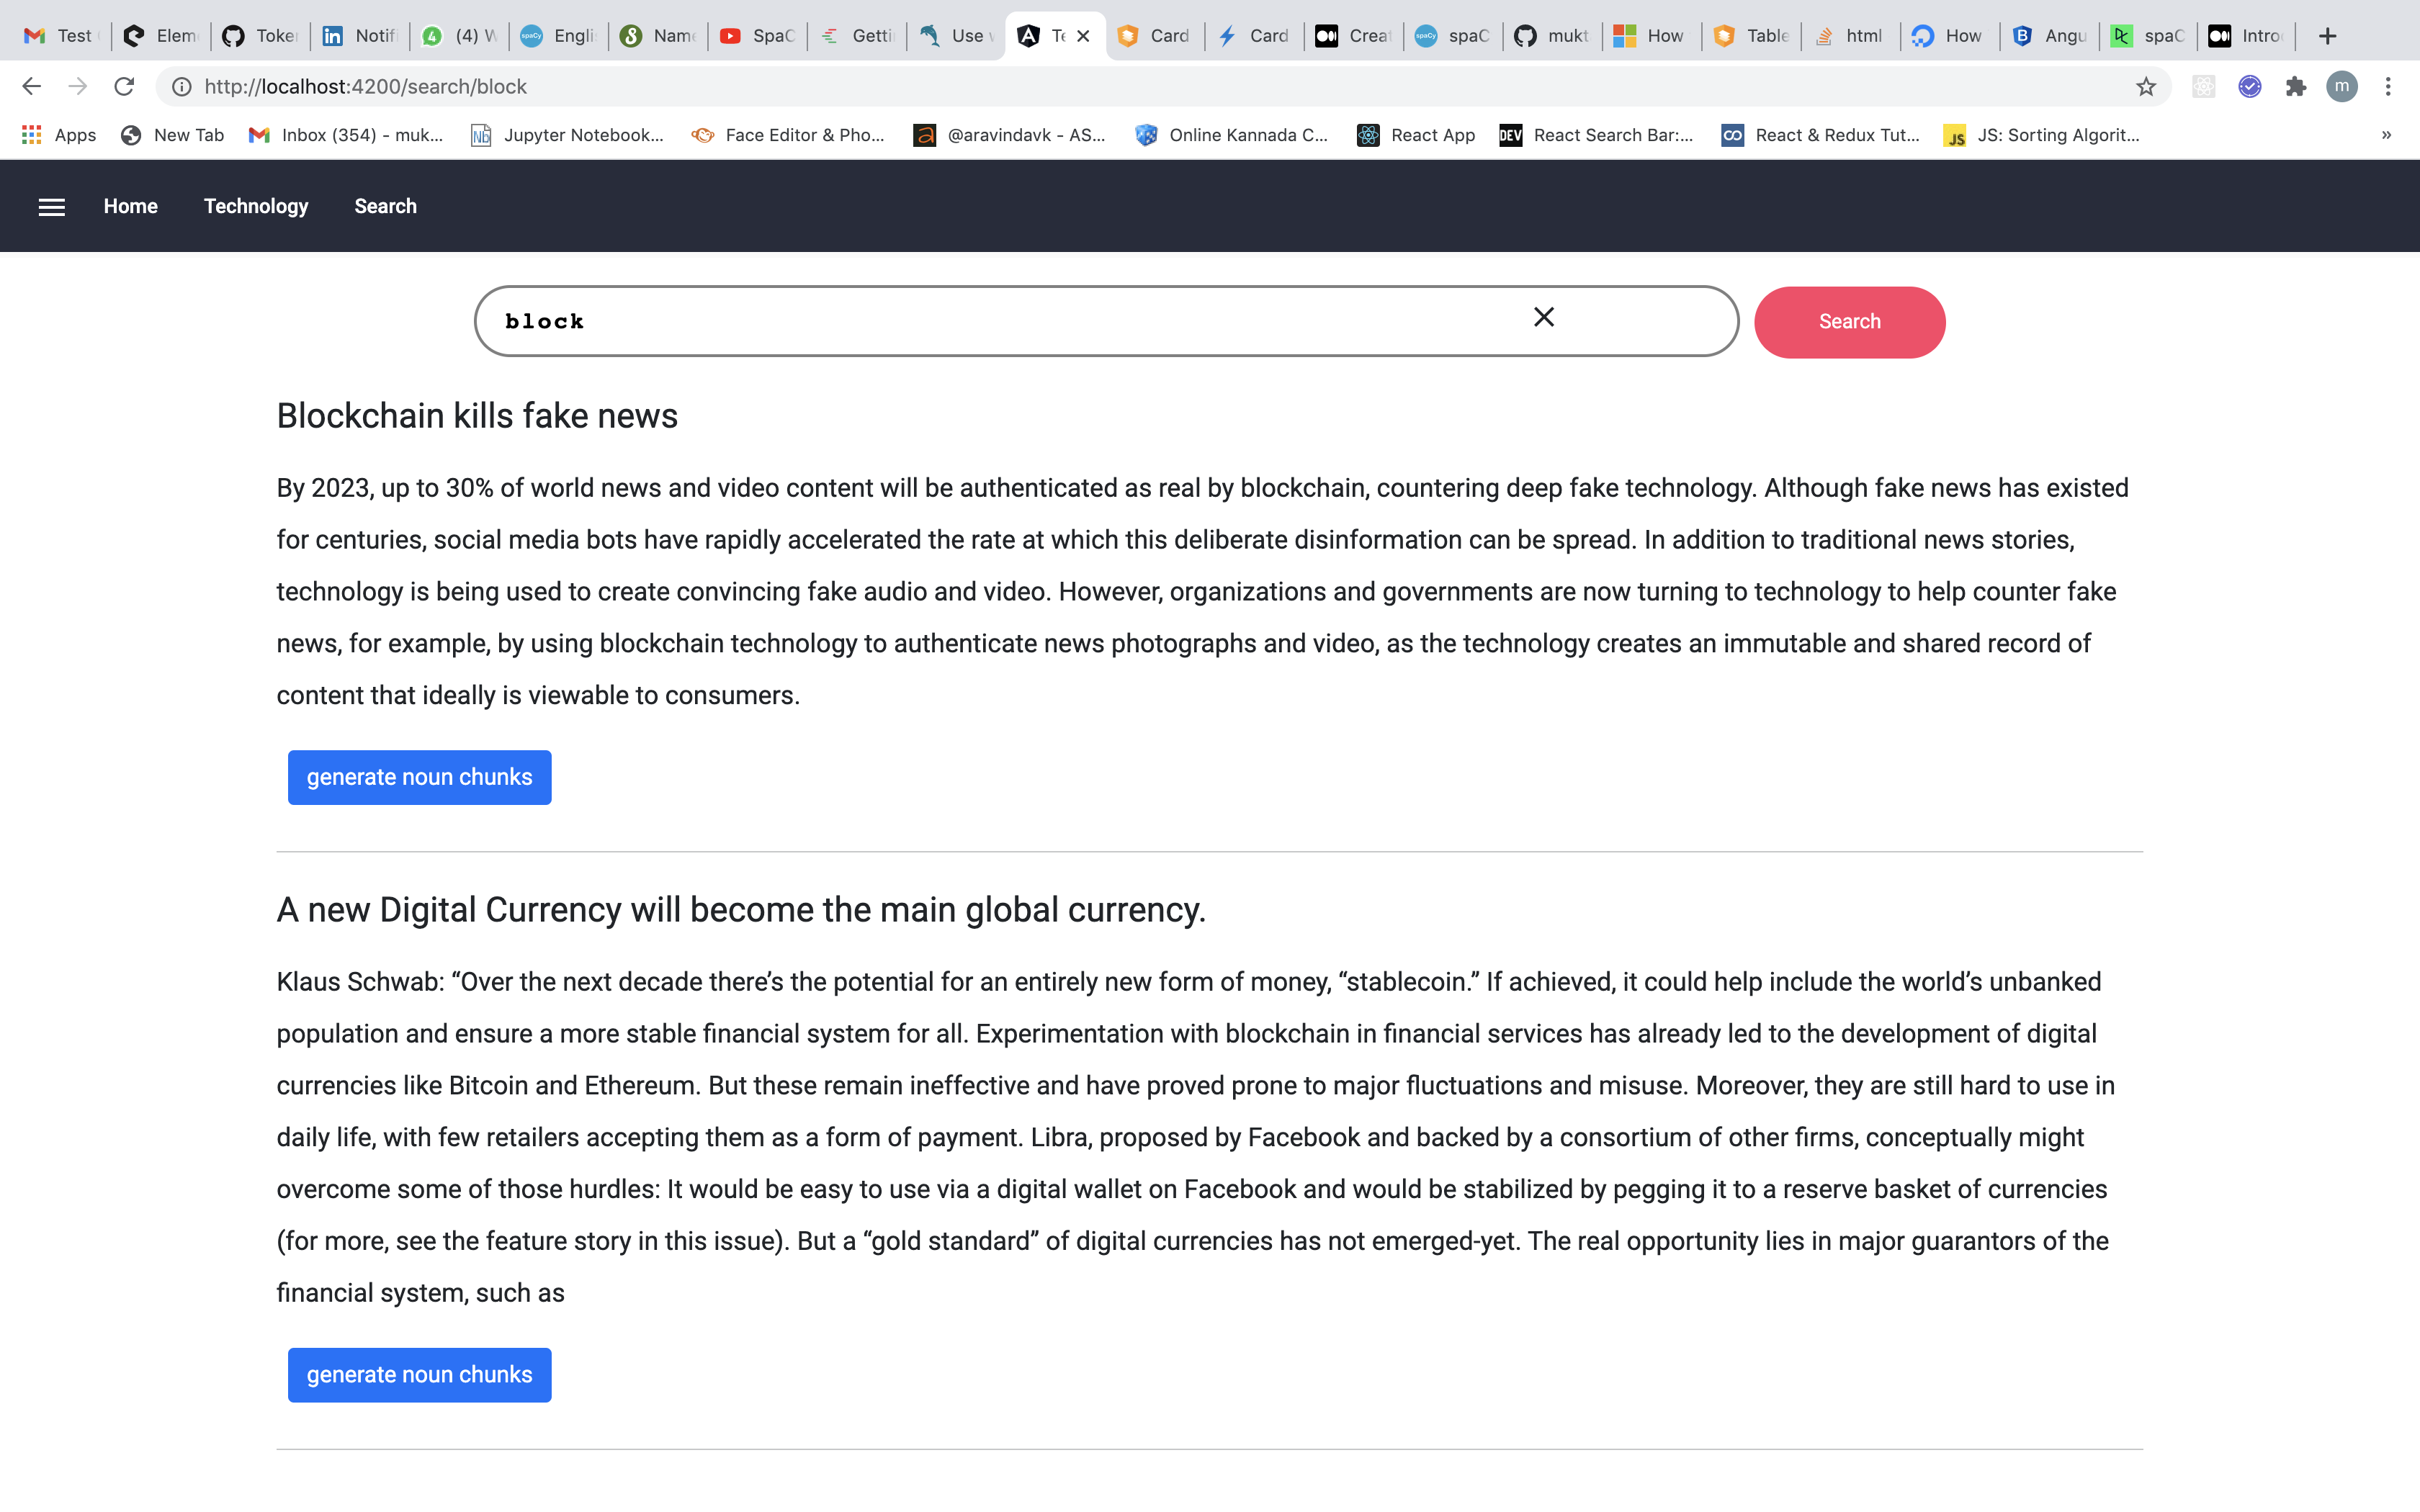 Test Elem Toke Notifi (4) W Engli Name SpaC Getti Use Te Card Card Creat spaC mukt How Table html How Angu spaC Intro
http://localhost:4200/search/block m
Apps New Tab Inbox (354) - muk... Jupyter Notebook... Face Editor & Pho... @aravindavk - AS... Online Kannada C... React App React Search Bar:... React & Redux Tut... JS: Sorting Algorit... »
Home Technology Search
block Search
Blockchain kills fake news
By 2023, up to 30% of world news and video content will be authenticated as real by blockchain, countering deep fake technology. Although fake news has existed
for centuries, social media bots have rapidly accelerated the rate at which this deliberate disinformation can be spread. In addition to traditional news stories,
technology is being used to create convincing fake audio and video. However, organizations and governments are now turning to technology to help counter fake
news, for example, by using blockchain technology to authenticate news photographs and video, as the technology creates an immutable and shared record of
content that ideally is viewable to consumers.
generate noun chunks
A new Digital Currency will become the main global currency.
Klaus Schwab: “Over the next decade there’s the potential for an entirely new form of money, “stablecoin.” If achieved, it could help include the world’s unbanked
population and ensure a more stable financial system for all. Experimentation with blockchain in financial services has already led to the development of digital
currencies like Bitcoin and Ethereum. But these remain ineffective and have proved prone to major fluctuations and misuse. Moreover, they are still hard to use in
daily life, with few retailers accepting them as a form of payment. Libra, proposed by Facebook and backed by a consortium of other firms, conceptually might
overcome some of those hurdles: It would be easy to use via a digital wallet on Facebook and would be stabilized by pegging it to a reserve basket of currencies
(for more, see the feature story in this issue). But a “gold standard” of digital currencies has not emerged-yet. The real opportunity lies in major guarantors of the
financial system, such as
generate noun chunks